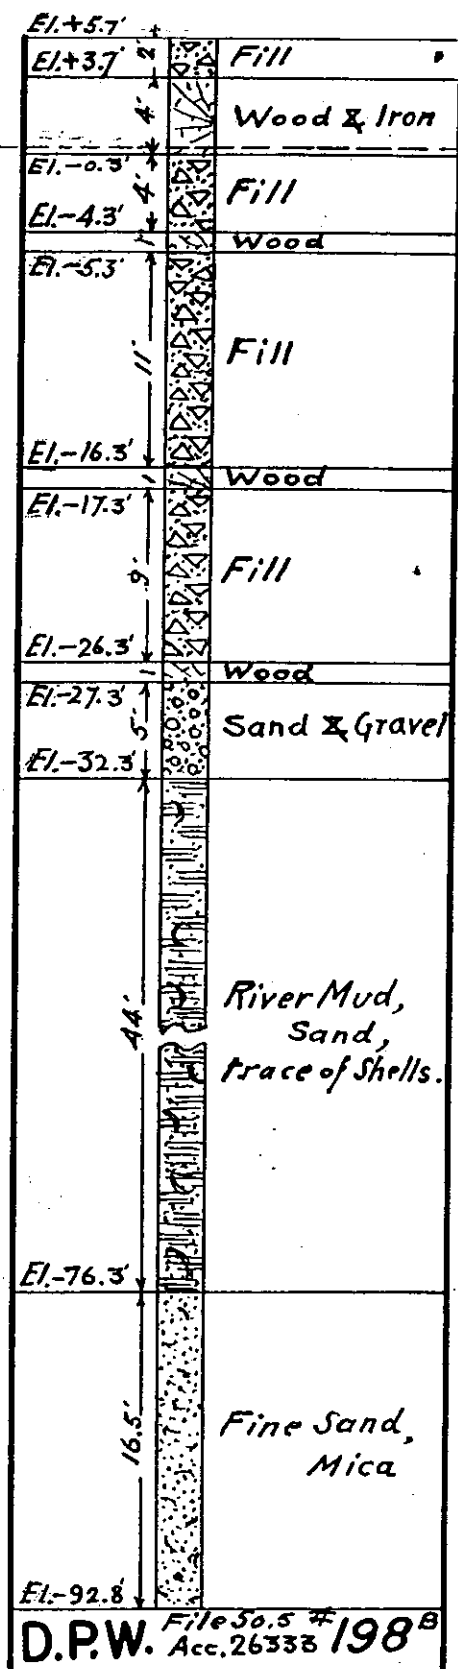 El.+5.7'
2'
Fill
El.+3.7'
4'
Wood & Iron
El.-0.3'
4'
Fill
El.-4.3'
1'
Wood
El.-5.3'
11'
Fill
El.-16.3'
1'
Wood
El.-17.3'
9'
Fill
El.-26.3'
1'
Wood
El.-27.3'
5'
Sand & Gravel
El.-32.3'
44'
River Mud,
Sand,
trace of Shells.
El.-76.3'
16.5'
Fine Sand,
Mica
El.-92.8'
D.P.W. File 50.5 # 198 B
Acc. 26333